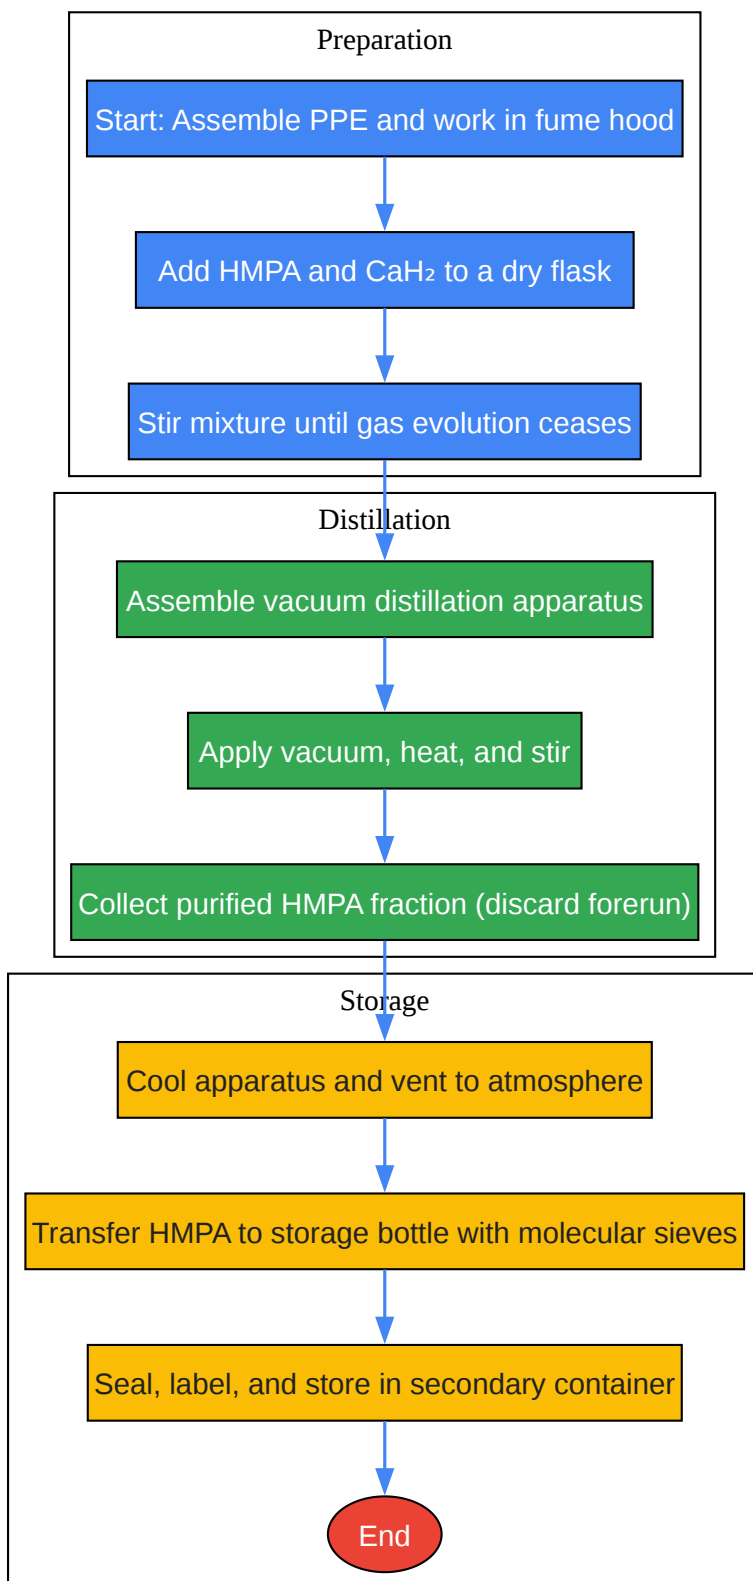 Preparation
Start: Assemble PPE and work in fume hood
Add HMPA and CaH₂ to a dry flask
Stir mixture until gas evolution ceases
Distillation
Assemble vacuum distillation apparatus
Apply vacuum, heat, and stir
Collect purified HMPA fraction (discard forerun)
Storage
Cool apparatus and vent to atmosphere
Transfer HMPA to storage bottle with molecular sieves
Seal, label, and store in secondary container
End